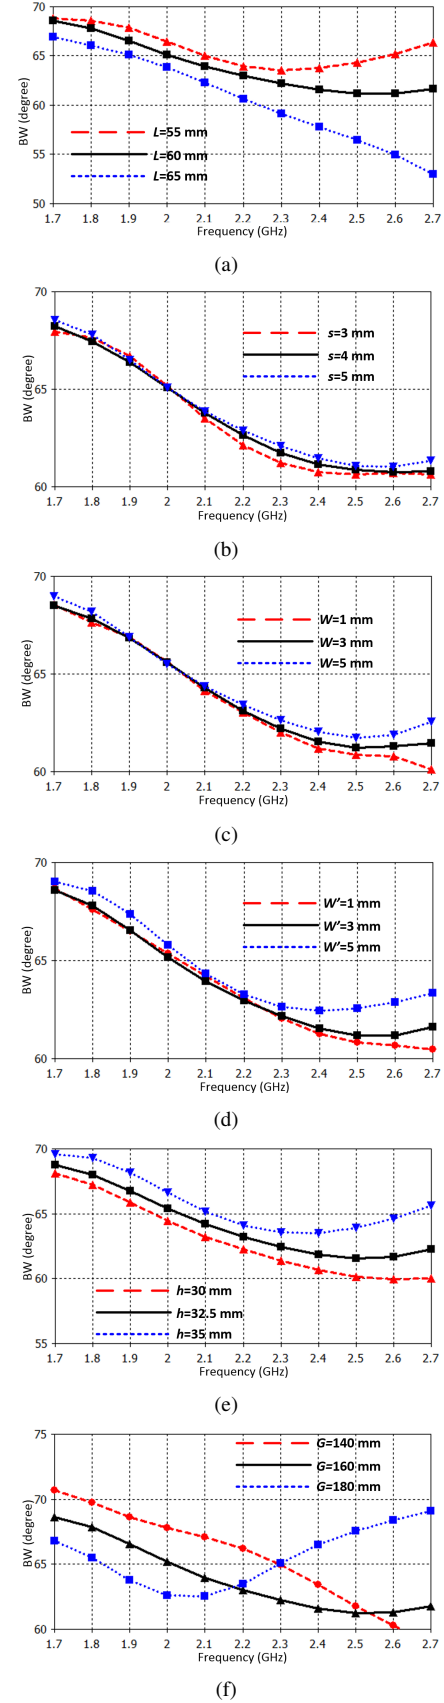 70
65
60
55
50
BW (degree)
L=55 mm
L=60 mm
L=65 mm
1.7 1.8 1.9 2 2.1 2.2 2.3 2.4 2.5 2.6 2.7
Frequency (GHz)
(a)
70
65
60
BW (degree)
s=3 mm
s=4 mm
s=5 mm
1.7 1.8 1.9 2 2.1 2.2 2.3 2.4 2.5 2.6 2.7
Frequency (GHz)
(b)
70
65
60
BW (degree)
W=1 mm
W=3 mm
W=5 mm
1.7 1.8 1.9 2 2.1 2.2 2.3 2.4 2.5 2.6 2.7
Frequency (GHz)
(c)
70
65
60
BW (degree)
W'=1 mm
W'=3 mm
W'=5 mm
1.7 1.8 1.9 2 2.1 2.2 2.3 2.4 2.5 2.6 2.7
Frequency (GHz)
(d)
70
65
60
55
BW (degree)
h=30 mm
h=32.5 mm
h=35 mm
1.7 1.8 1.9 2 2.1 2.2 2.3 2.4 2.5 2.6 2.7
Frequency (GHz)
(e)
75
70
65
60
BW (degree)
G=140 mm
G=160 mm
G=180 mm
1.7 1.8 1.9 2 2.1 2.2 2.3 2.4 2.5 2.6 2.7
Frequency (GHz)
(f)